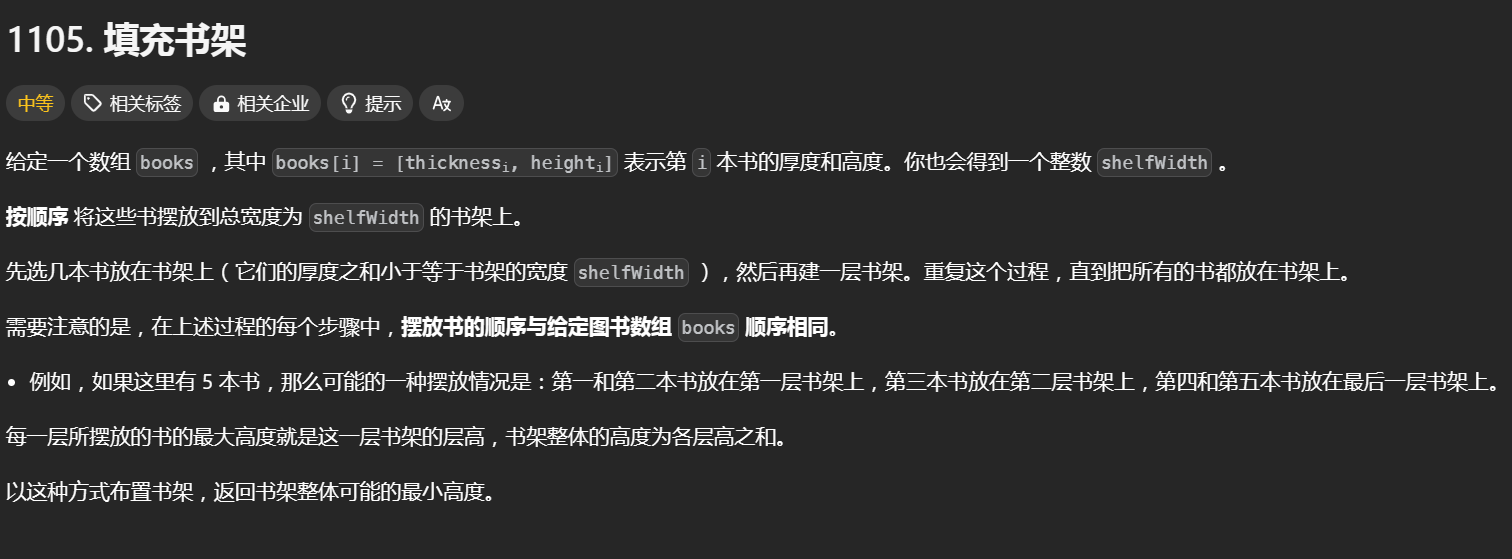 1105. 填充书架
中等 相关标签 相关企业 提示
给定一个数组 books ，其中 books[i] = [thicknessᵢ, heightᵢ] 表示第 i 本书的厚度和高度。你也会得到一个整数 shelfWidth 。
按顺序 将这些书摆放到总宽度为 shelfWidth 的书架上。
先选几本书放在书架上（它们的厚度之和小于等于书架的宽度 shelfWidth ），然后再建一层书架。重复这个过程，直到把所有的书都放在书架上。
需要注意的是，在上述过程的每个步骤中，摆放书的顺序与给定图书数组 books 顺序相同。
• 例如，如果这里有 5 本书，那么可能的一种摆放情况是：第一和第二本书放在第一层书架上，第三本书放在第二层书架上，第四和第五本书放在最后一层书架上。
每一层所摆放的书的最大高度就是这一层书架的层高，书架整体的高度为各层高之和。
以这种方式布置书架，返回书架整体可能的最小高度。